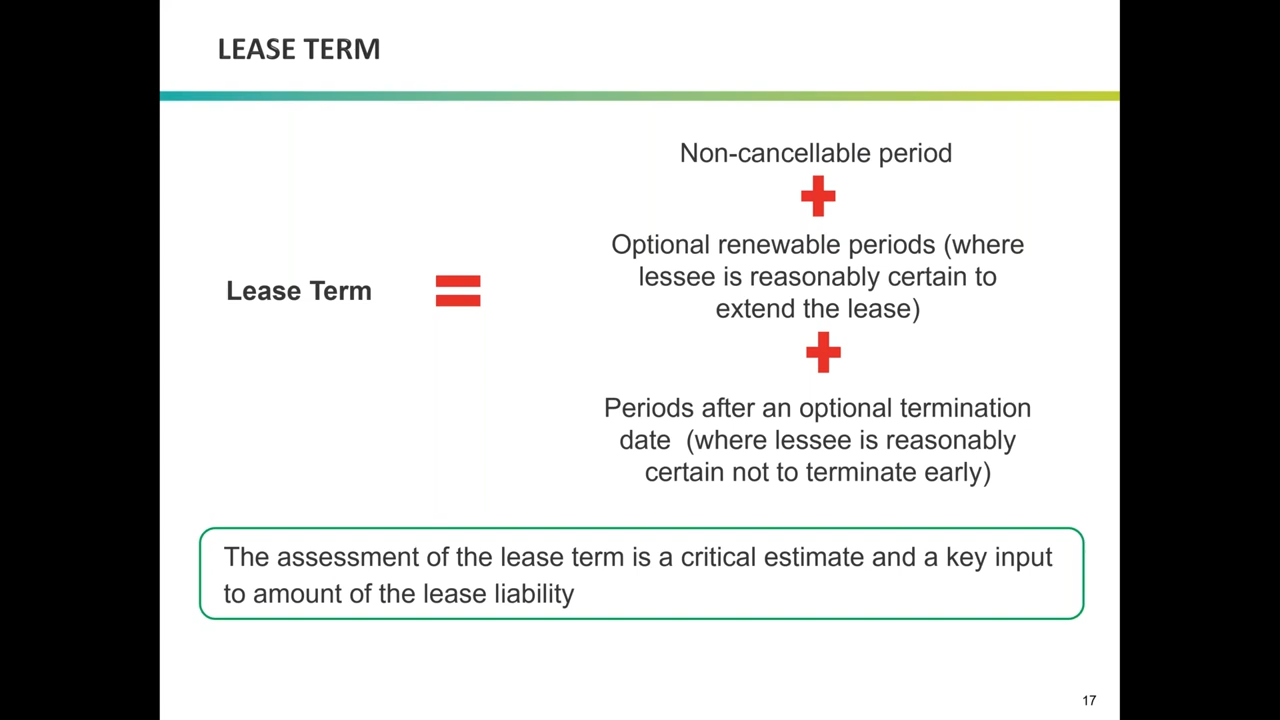 LEASE TERM
Non-cancellable period
Optional renewable periods (where
lessee is reasonably certain to
extend the lease)
Lease Term
Periods after an optional termination
date  (where lessee is reasonably
certain not to terminate early)
The assessment of the lease term is a critical estimate and a key input
to amount of the lease liability
17